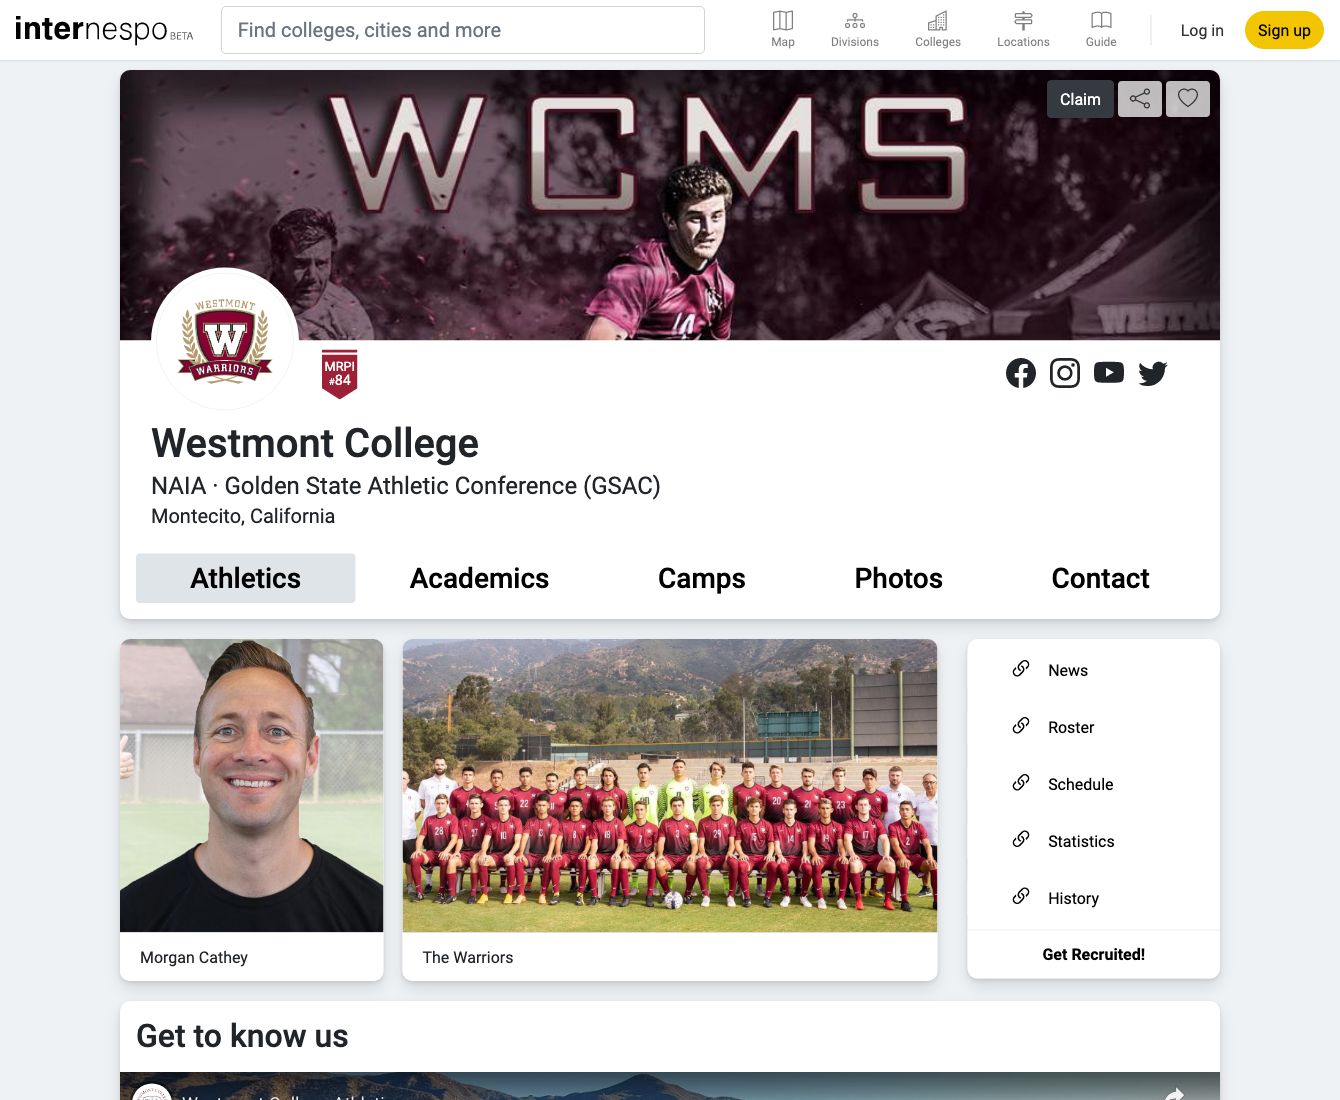 internespo BETA
Find colleges, cities and more
Map
Divisions
Colleges
Locations
Guide
Log in
Sign up
WCMS
Claim
WESTMONT
W
WARRIORS
MRPI
#84
Westmont College
NAIA · Golden State Athletic Conference (GSAC)
Montecito, California
Athletics
Academics
Camps
Photos
Contact
Morgan Cathey
The Warriors
News
Roster
Schedule
Statistics
History
Get Recruited!
Get to know us